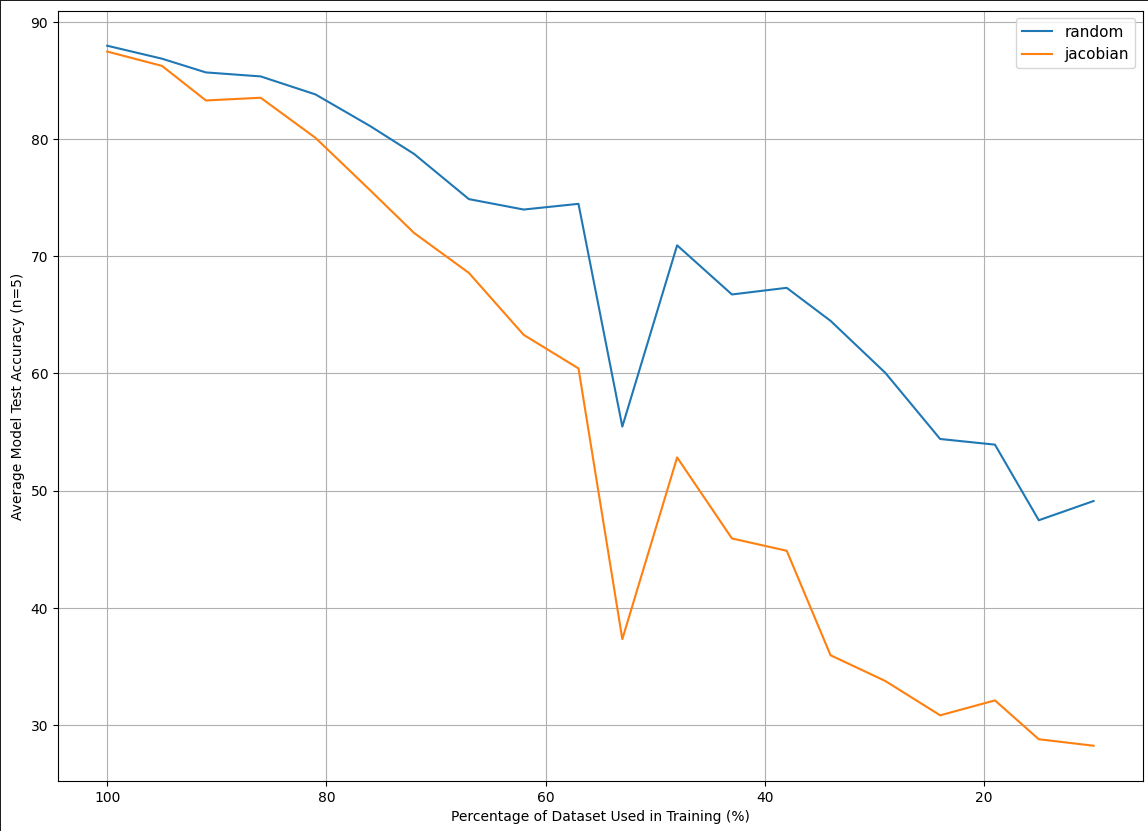 90
80
70
60
50
40
30
100 80 60 40 20
Average Model Test Accuracy (n=5)
Percentage of Dataset Used in Training (%)
random
jacobian